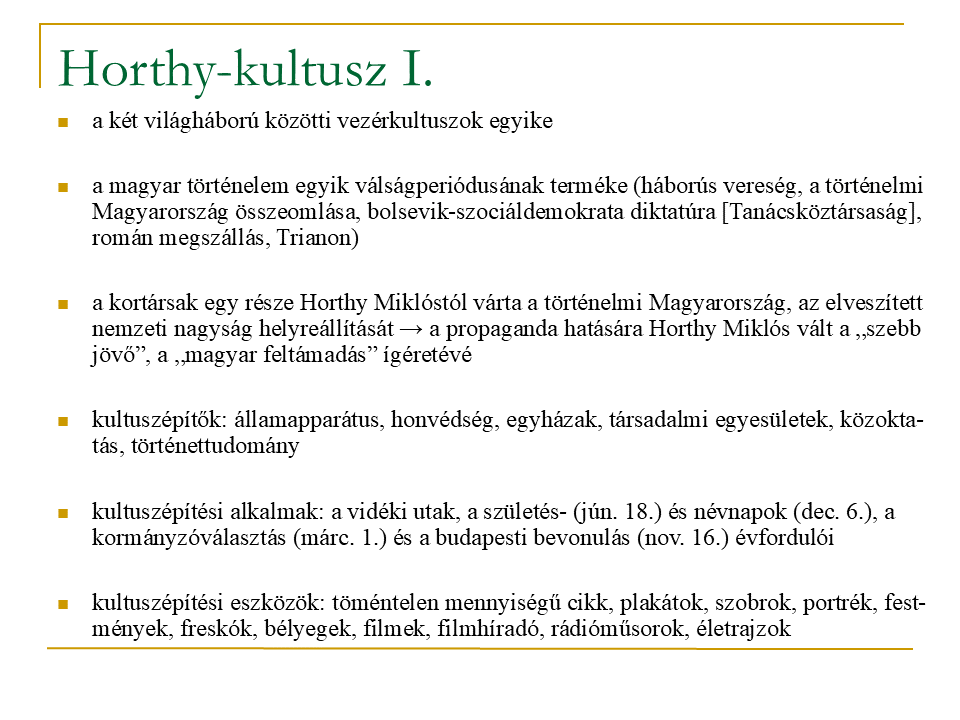 Horthy-kultusz I.
a két világháború közötti vezérkultuszok egyike
a magyar történelem egyik válságperiódusának terméke (háborús vereség, a történelmi
Magyarország összeomlása, bolsevik-szociáldemokrata diktatúra [Tanácsköztársaság],
román megszállás, Trianon)
a kortársak egy része Horthy Miklóstól várta a történelmi Magyarország, az elveszített
nemzeti nagyság helyreállítását → a propaganda hatására Horthy Miklós vált a „szebb
jövő”, a „magyar feltámadás” ígéretévé
kultuszépítők: államapparátus, honvédség, egyházak, társadalmi egyesületek, közokta-
tás, történettudomány
kultuszépítési alkalmak: a vidéki utak, a születés- (jún. 18.) és névnapok (dec. 6.), a
kormányzóválasztás (márc. 1.) és a budapesti bevonulás (nov. 16.) évfordulói
kultuszépítési eszközök: töméntelen mennyiségű cikk, plakátok, szobrok, portrék, fest-
mények, freskók, bélyegek, filmek, filmhíradó, rádióműsorok, életrajzok